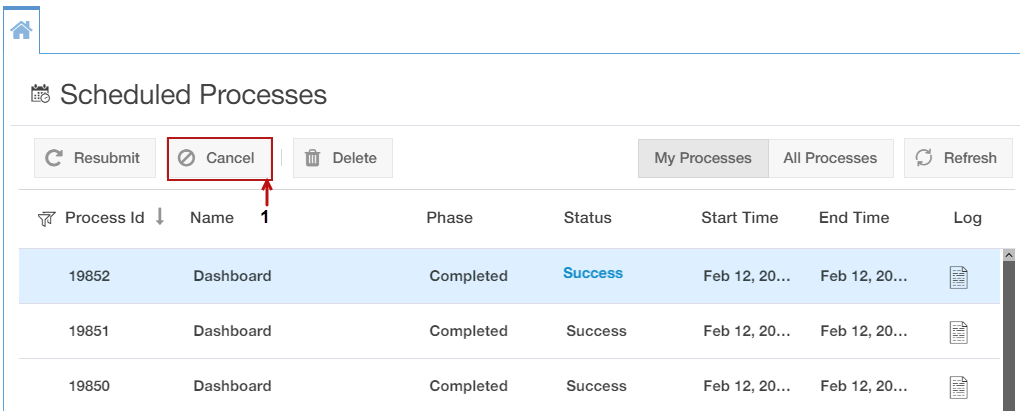 Scheduled Processes
Resubmit Cancel Delete My Processes All Processes Refresh
Process Id Name 1 Phase Status Start Time End Time Log
19852 Dashboard Completed Success Feb 12, 20... Feb 12, 20...
19851 Dashboard Completed Success Feb 12, 20... Feb 12, 20...
19850 Dashboard Completed Success Feb 12, 20... Feb 12, 20...